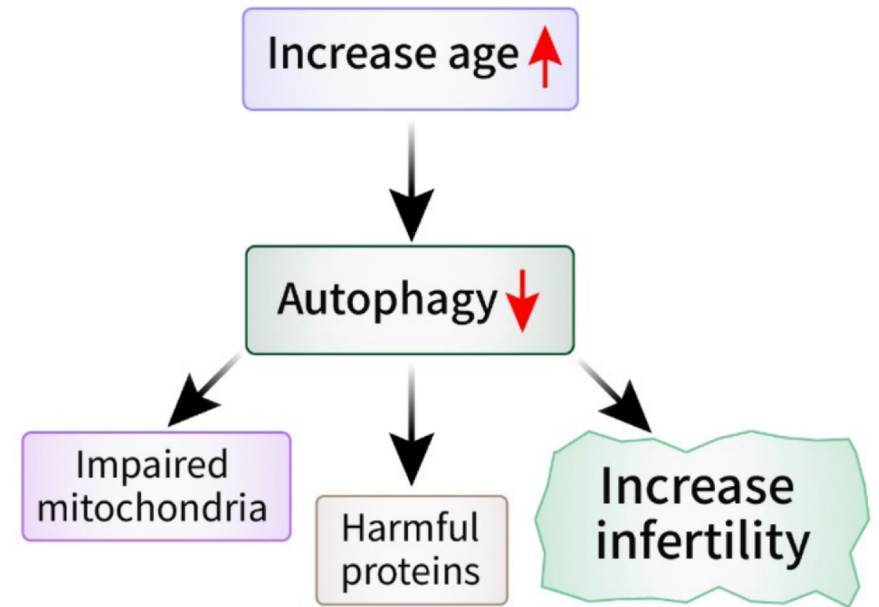 Increase age
Autophagy
Impaired
mitochondria
Harmful
proteins
Increase
infertility